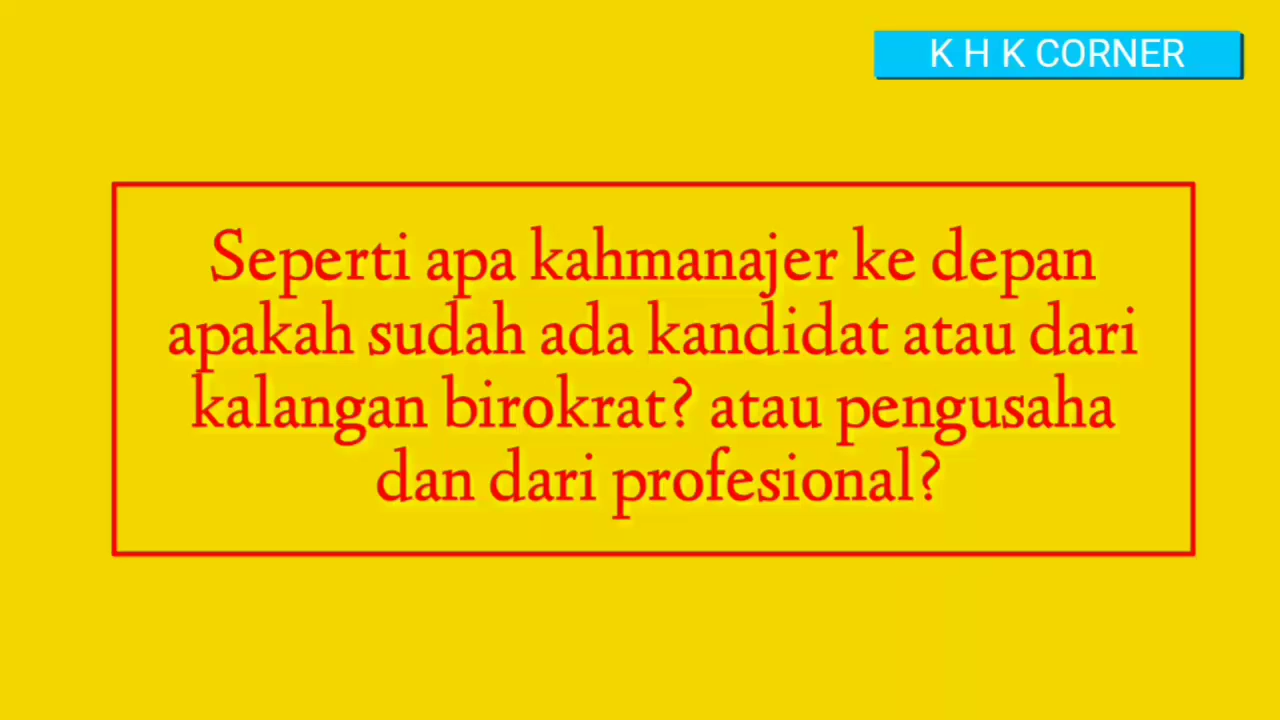 K H K CORNER
Seperti apa kahmanajer ke depan
apakah sudah ada kandidat atau dari
kalangan birokrat? atau pengusaha
dan dari profesional?